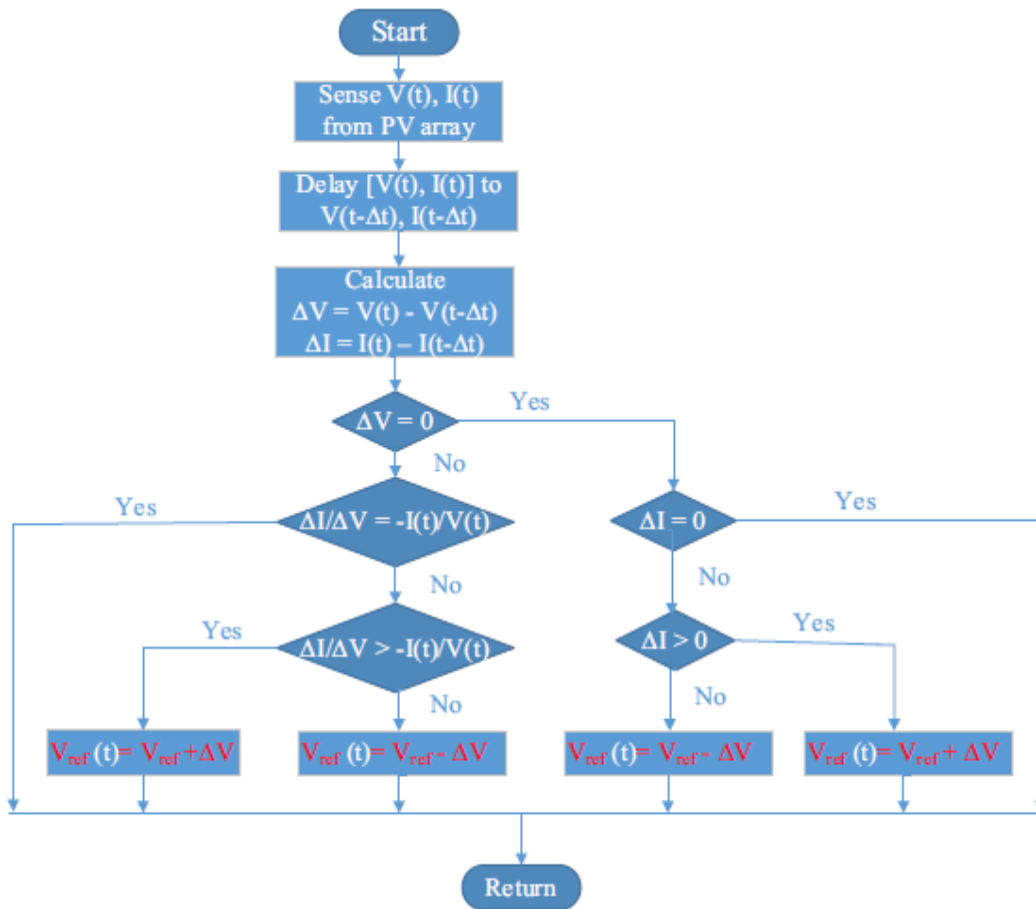 Start
Sense V(t), I(t)
from PV array
Delay [V(t), I(t)] to
V(t-Δt), I(t-Δt)
Calculate
ΔV = V(t) - V(t-Δt)
ΔI = I(t) – I(t-Δt)
ΔV = 0
Yes
No
Yes
ΔI/ΔV = -I(t)/V(t)
ΔI = 0
Yes
No
No
Yes
ΔI/ΔV > -I(t)/V(t)
ΔI > 0
Yes
No
No
Vref (t)= Vref +ΔV
Vref (t)= Vref - ΔV
Vref (t)= Vref - ΔV
Vref (t)= Vref + ΔV
Return